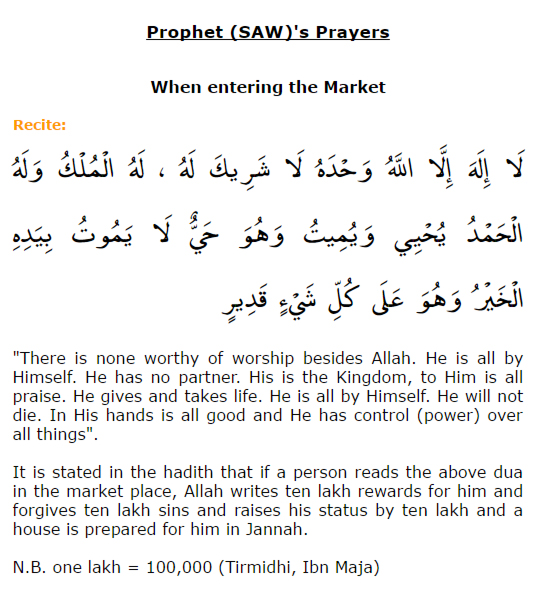 Prophet (SAW)'s Prayers
When entering the Market
Recite:
لَا إِلَهَ إِلَّا اللَّهُ وَحْدَهُ لَا شَرِيكَ لَهُ ، لَهُ الْمُلْكُ وَلَهُ
الْحَمْدُ يُحْيِي وَيُمِيتُ وَهُوَ حَيٌّ لَا يَمُوتُ بِيَدِهِ
الْخَيْرُ وَهُوَ عَلَى كُلِّ شَيْءٍ قَدِيرٍ
"There is none worthy of worship besides Allah. He is all by
Himself. He has no partner. His is the Kingdom, to Him is all
praise. He gives and takes life. He is all by Himself. He will not
die. In His hands is all good and He has control (power) over
all things".
It is stated in the hadith that if a person reads the above dua
in the market place, Allah writes ten lakh rewards for him and
forgives ten lakh sins and raises his status by ten lakh and a
house is prepared for him in Jannah.
N.B. one lakh = 100,000 (Tirmidhi, Ibn Maja)